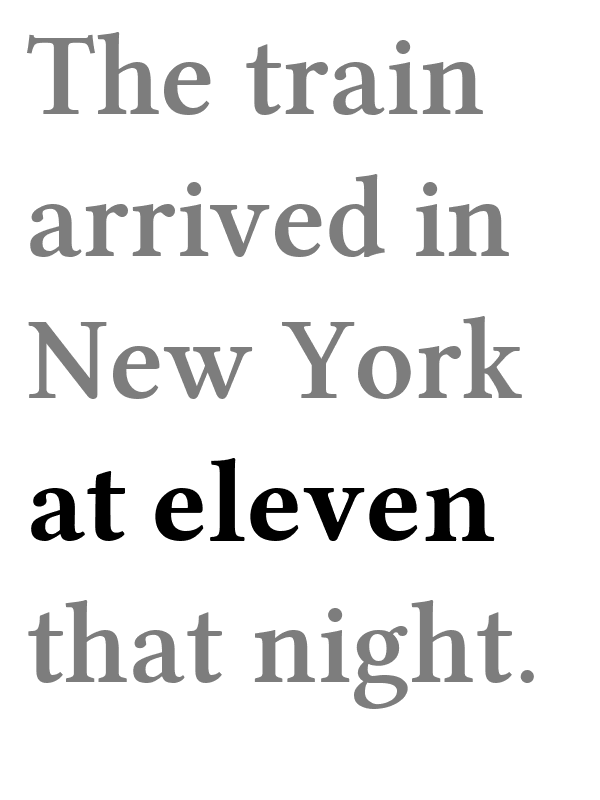 The train
arrived in
New York
at eleven
that night.